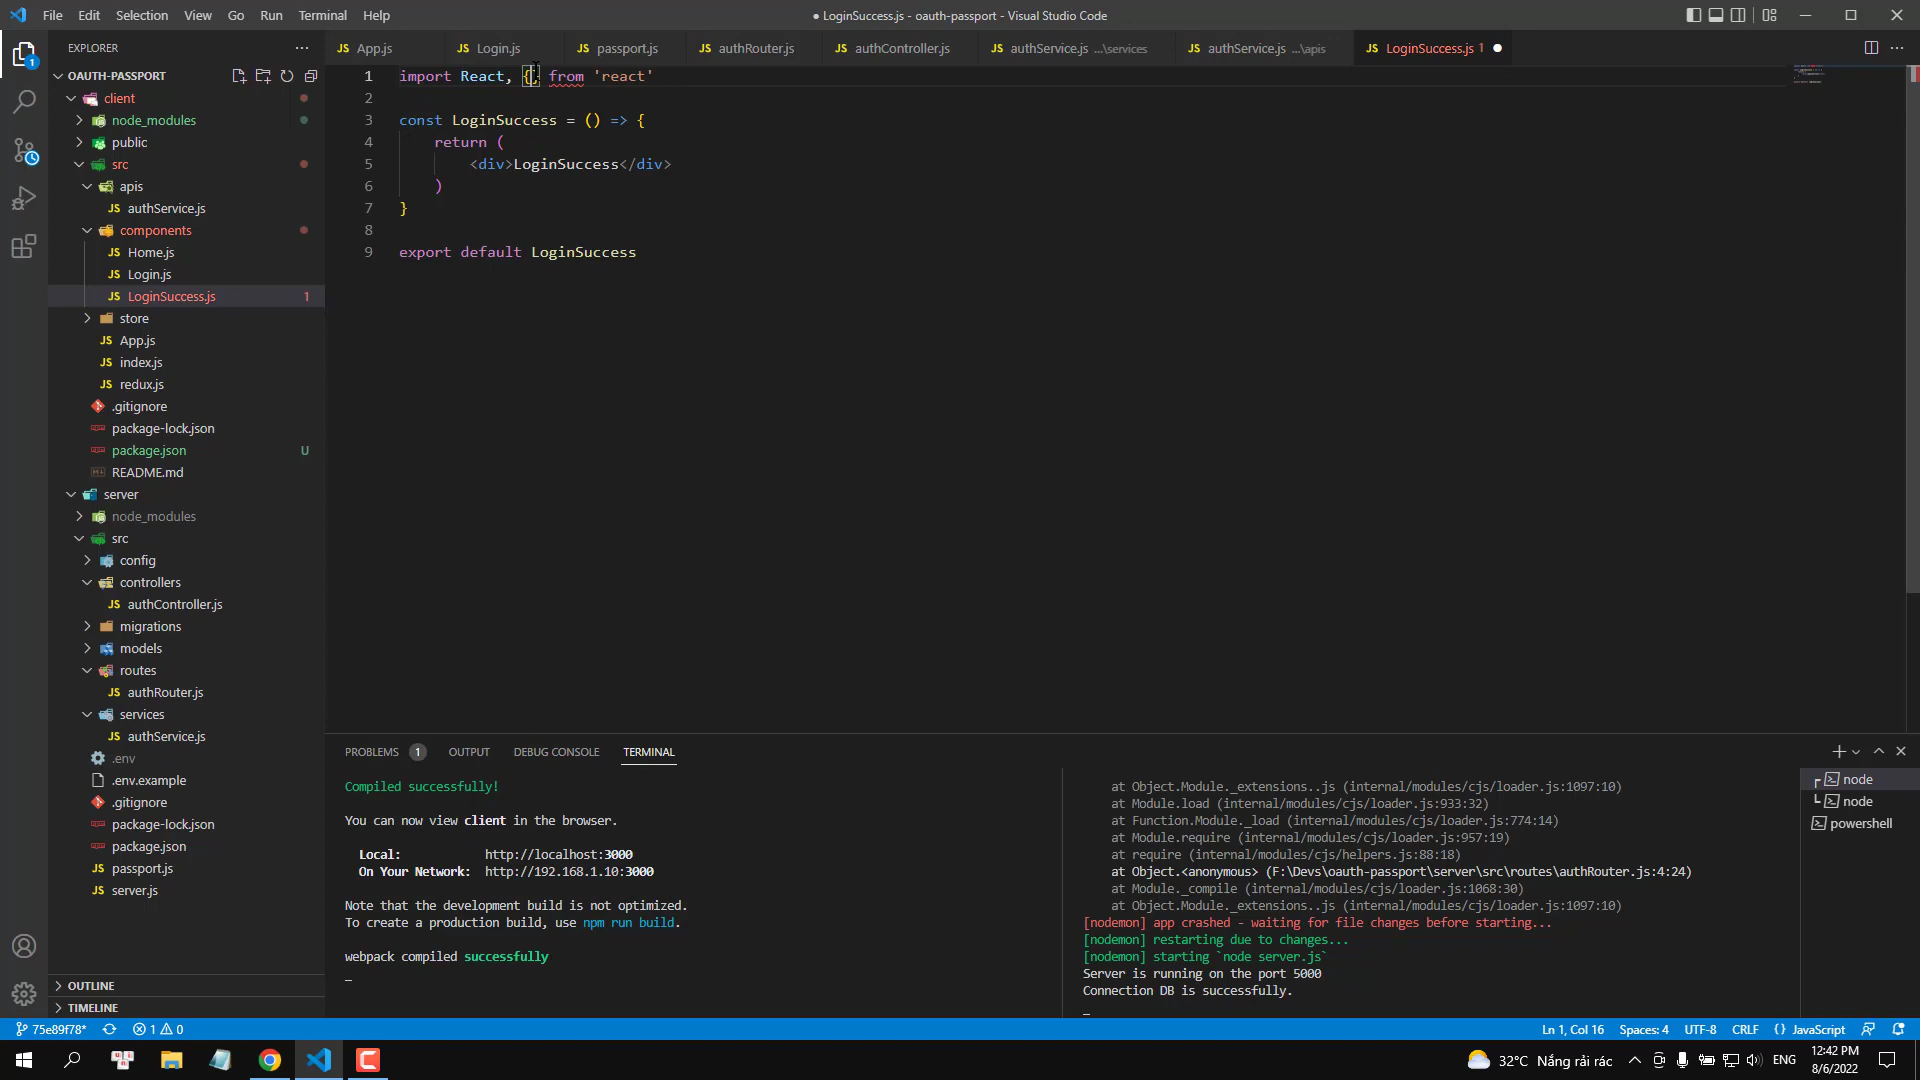 File Edit Selection View Go Run Terminal Help
● LoginSuccess.js - oauth-passport - Visual Studio Code
EXPLORER
App.js
Login.js
passport.js
authRouter.js
authController.js
authService.js ...\services
authService.js ...\apis
LoginSuccess.js 1
OAUTH-PASSPORT
client
node_modules
public
src
apis
authService.js
components
Home.js
Login.js
LoginSuccess.js 1
store
App.js
index.js
redux.js
.gitignore
package-lock.json
package.json U
README.md
server
node_modules
src
config
controllers
authController.js
migrations
models
routes
authRouter.js
services
authService.js
.env
.env.example
.gitignore
package-lock.json
package.json
passport.js
server.js
OUTLINE
TIMELINE
1 import React, {} from 'react'
2
3 const LoginSuccess = () => {
4 return (
5 <div>LoginSuccess</div>
6 )
7 }
8
9 export default LoginSuccess
PROBLEMS 1 OUTPUT DEBUG CONSOLE TERMINAL
Compiled successfully!
You can now view client in the browser.
Local: http://localhost:3000
On Your Network: http://192.168.1.10:3000
Note that the development build is not optimized.
To create a production build, use npm run build.
webpack compiled successfully
at Object.Module._extensions..js (internal/modules/cjs/loader.js:1097:10)
at Module.load (internal/modules/cjs/loader.js:933:32)
at Function.Module._load (internal/modules/cjs/loader.js:774:14)
at Module.require (internal/modules/cjs/loader.js:957:19)
at require (internal/modules/cjs/helpers.js:88:18)
at Object.<anonymous> (F:\Devs\oauth-passport\server\src\routes\authRouter.js:4:24)
at Module._compile (internal/modules/cjs/loader.js:1068:30)
at Object.Module._extensions..js (internal/modules/cjs/loader.js:1097:10)
[nodemon] app crashed - waiting for file changes before starting...
[nodemon] restarting due to changes...
[nodemon] starting `node server.js`
Server is running on the port 5000
Connection DB is successfully.
node
node
powershell
75e89f78* 1 0
Ln 1, Col 16 Spaces: 4 UTF-8 CRLF {} JavaScript
32°C Nắng rải rác
ENG
12:42 PM
8/6/2022